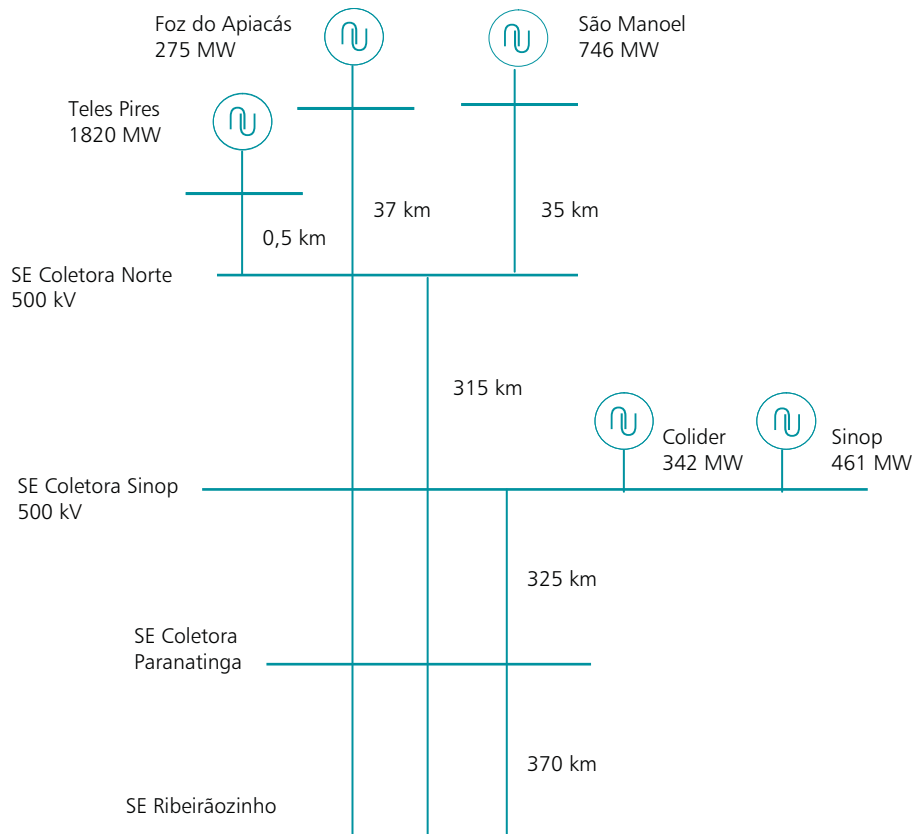 Foz do Apiacás
275 MW
São Manoel
746 MW
Teles Pires
1820 MW
37 km
35 km
0,5 km
SE Coletora Norte
500 kV
315 km
Colider
342 MW
Sinop
461 MW
SE Coletora Sinop
500 kV
325 km
SE Coletora
Paranatinga
370 km
SE Ribeirãozinho